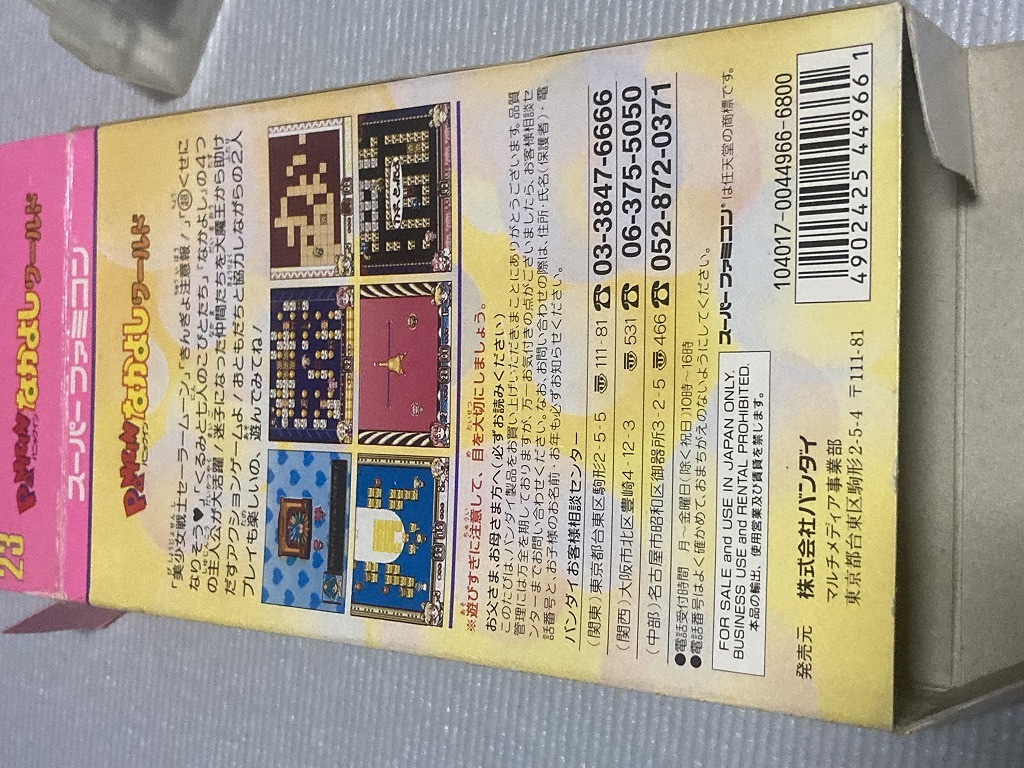 23
PANIC IN なかよしワールド
パニックイン
スーパーファミコン
PANIC IN なかよしワールド
パニックイン
「美少女戦士セーラームーン」「きんぎょ注意報！」「超くせに
なりそう♥」「くるみと七人のこびとたち」、「なかよし」の4つ
の主人公が大活躍！迷子になった仲間たちを大魔王から助け
だすアクションゲームよ！おともだちと協力しながらの2人
プレイも楽しいの、遊んでみてね！
※遊びすぎに注意して、目を大切にしましょう。
お父さま、お母さま方へ（必ずお読みください）
このたびは、バンダイ製品をお買い上げいただき、まことにありがとうございます。品質
管理には万全を期しておりますが、万一お気付きの点がございましたら、お客様相談セ
ンターまでお問い合わせください。なお、お問い合わせの際は、住所・氏名（保護者）・電
話番号と、お子様のお名前・お年も必ずお知らせください。
バンダイお客様相談センター
（関東）東京都台東区駒形2-5-5 〠111-81 ☎03-3847-6666
（関西）大阪市北区豊崎4-12-3 〠531 ☎06-375-5050
（中部）名古屋市昭和区御器所3-2-5 〠466 ☎052-872-0371
●電話受付時間　月〜金曜日（除く祝日）10時〜16時
●電話番号はよく確かめて、おまちがえのないようにしてください。
FOR SALE and USE IN JAPAN ONLY.
BUSINESS USE and RENTAL PROHIBITED.
本品の輸出、使用営業及び賃貸を禁じます。
スーパーファミコン®は任天堂の商標です。
発売元　株式会社バンダイ
マルチメディア事業部
東京都台東区駒形2-5-4 〒111-81
104017-0044966-6800
4902425449661